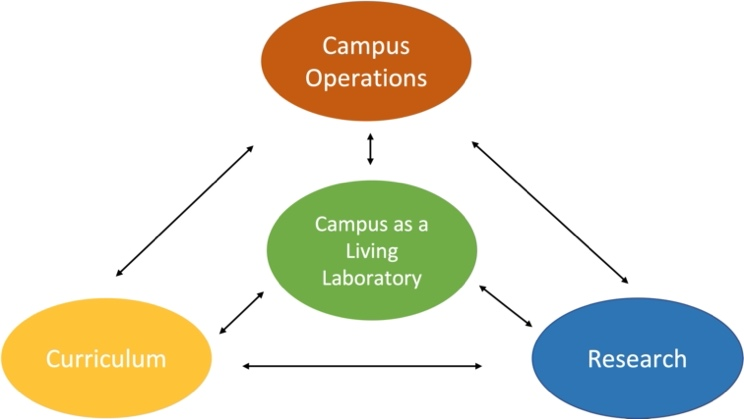 Campus
Operations
Campus as a
Living
Laboratory
Curriculum
Research